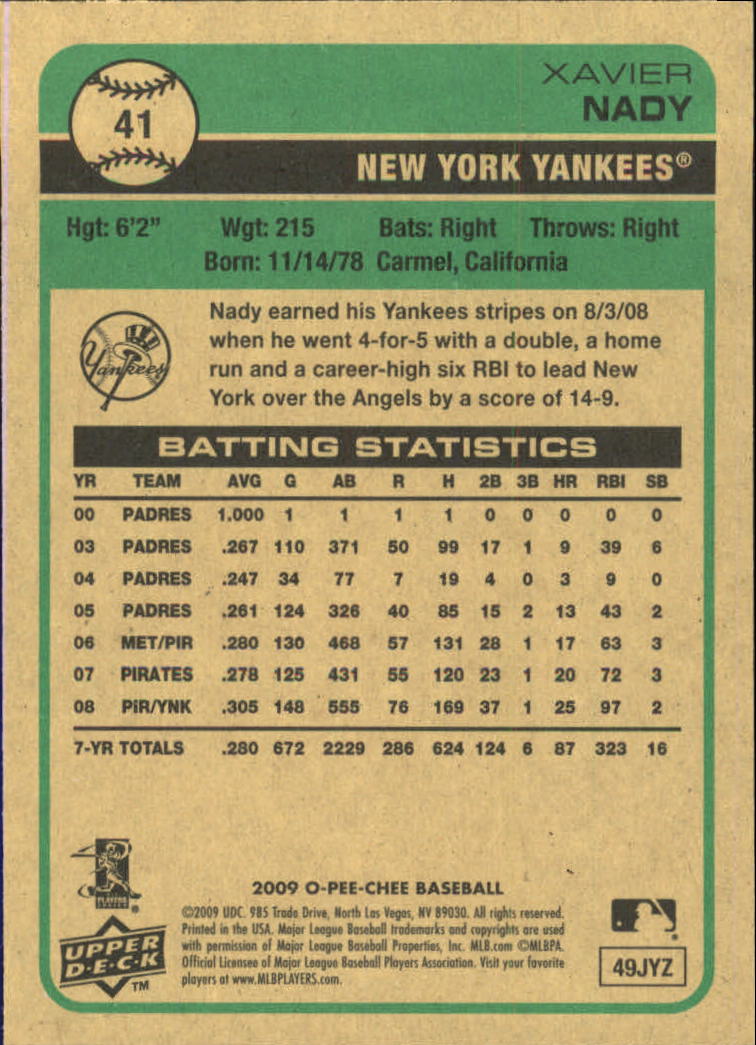 XAVIER
NADY
41
NEW YORK YANKEES®
Hgt: 6'2" Wgt: 215 Bats: Right Throws: Right
Born: 11/14/78 Carmel, California
Yankees
Nady earned his Yankees stripes on 8/3/08
when he went 4-for-5 with a double, a home
run and a career-high six RBI to lead New
York over the Angels by a score of 14-9.
BATTING STATISTICS
YR TEAM AVG G AB R H 2B 3B HR RBI SB
00 PADRES 1.000 1 1 1 1 0 0 0 0 0
03 PADRES .267 110 371 50 99 17 1 9 39 6
04 PADRES .247 34 77 7 19 4 0 3 9 0
05 PADRES .261 124 326 40 85 15 2 13 43 2
06 MET/PIR .280 130 468 57 131 28 1 17 63 3
07 PIRATES .278 125 431 55 120 23 1 20 72 3
08 PIR/YNK .305 148 555 76 169 37 1 25 97 2
7-YR TOTALS .280 672 2229 286 624 124 6 87 323 16
PLAYERS
CHOICE ®
2009 O-PEE-CHEE BASEBALL
©2009 UDC. 985 Trade Drive, North Las Vegas, NV 89030. All rights reserved.
Printed in the USA. Major League Baseball trademarks and copyrights are used
with permission of Major League Baseball Properties, Inc. MLB.com ©MLBPA.
Official Licensee of Major League Baseball Players Association. Visit your favorite
players at www.MLBPLAYERS.com.
UPPER
D·E·C·K
TM
49JYZ